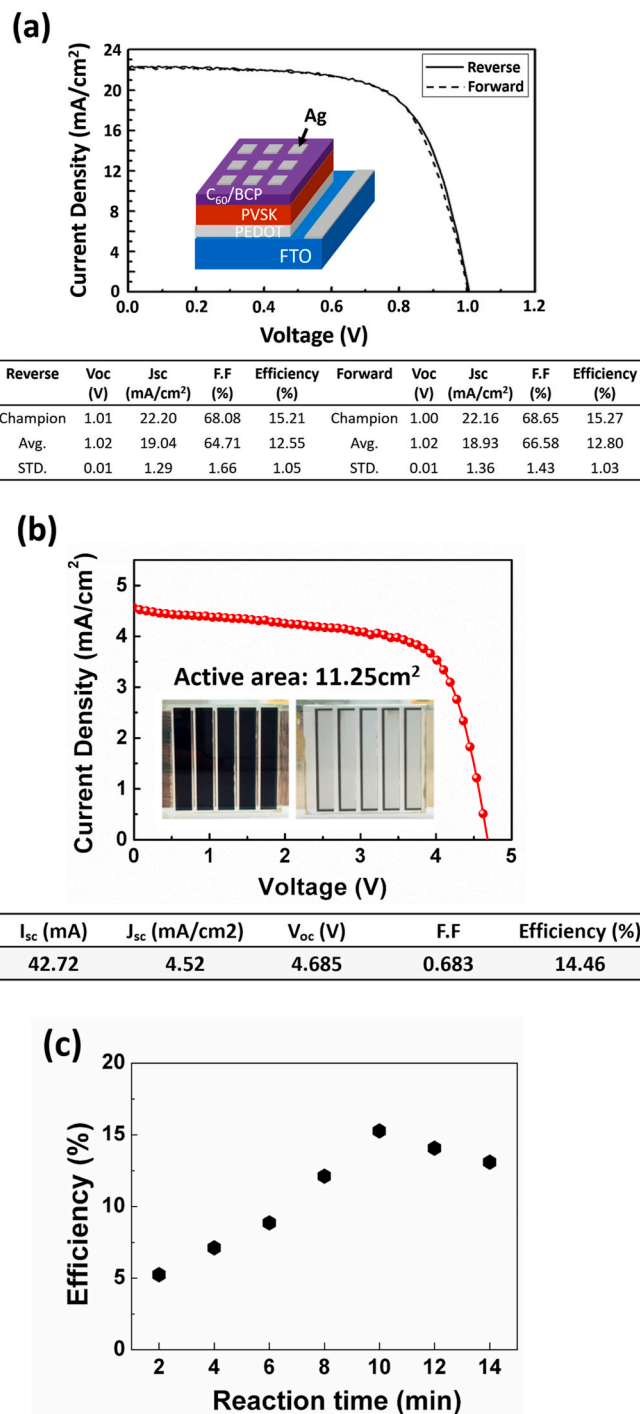 (a)
Current Density (mA/cm²)
24
20
16
12
8
4
0
Reverse
Forward
Ag
C₆₀/BCP
PVSK
PEDOT
FTO
0.0 0.2 0.4 0.6 0.8 1.0 1.2
Voltage (V)
Reverse Voc (V) Jsc (mA/cm²) F.F (%) Efficiency (%) Forward Voc (V) Jsc (mA/cm²) F.F (%) Efficiency (%)
Champion 1.01 22.20 68.08 15.21 Champion 1.00 22.16 68.65 15.27
Avg. 1.02 19.04 64.71 12.55 Avg. 1.02 18.93 66.58 12.80
STD. 0.01 1.29 1.66 1.05 STD. 0.01 1.36 1.43 1.03
(b)
Current Density (mA/cm²)
5
4
3
2
1
0
Active area: 11.25cm²
0 1 2 3 4 5
Voltage (V)
Iₛc (mA) Jₛc (mA/cm2) Vₒc (V) F.F Efficiency (%)
42.72 4.52 4.685 0.683 14.46
(c)
Efficiency (%)
20
15
10
5
0
2 4 6 8 10 12 14
Reaction time (min)